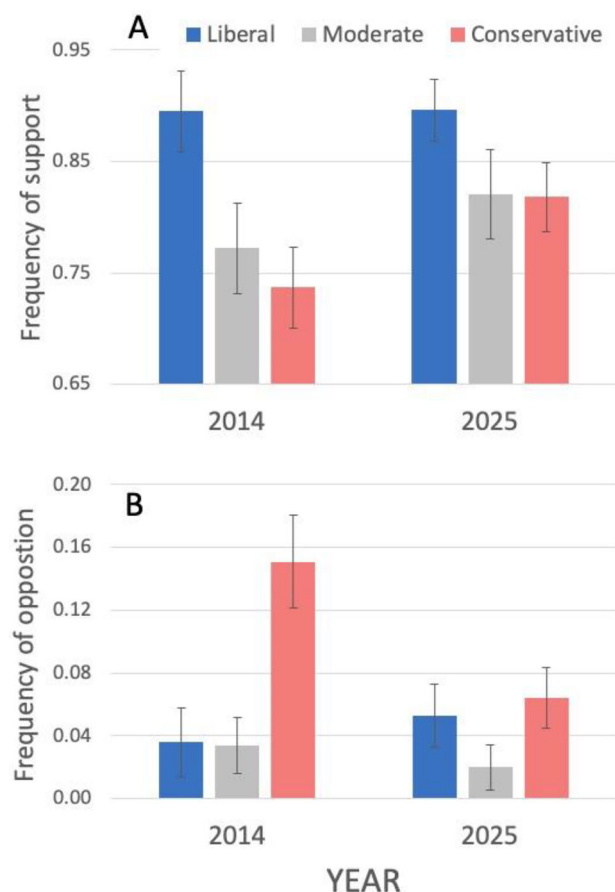 A
Liberal Moderate Conservative
Frequency of support
0.95
0.85
0.75
0.65
2014 2025
B
Frequency of oppostion
0.20
0.16
0.12
0.08
0.04
0.00
2014 2025
YEAR